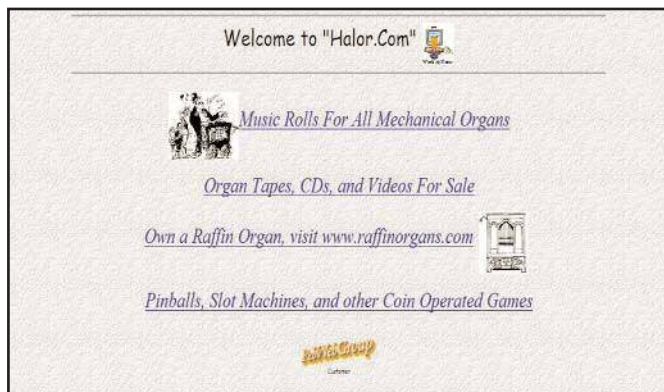 Welcome to "Halor.Com"
Music Rolls For All Mechanical Organs
Organ Tapes, CDs, and Videos For Sale
Own a Raffin Organ, visit www.raffinorgans.com
Pinballs, Slot Machines, and other Coin Operated Games